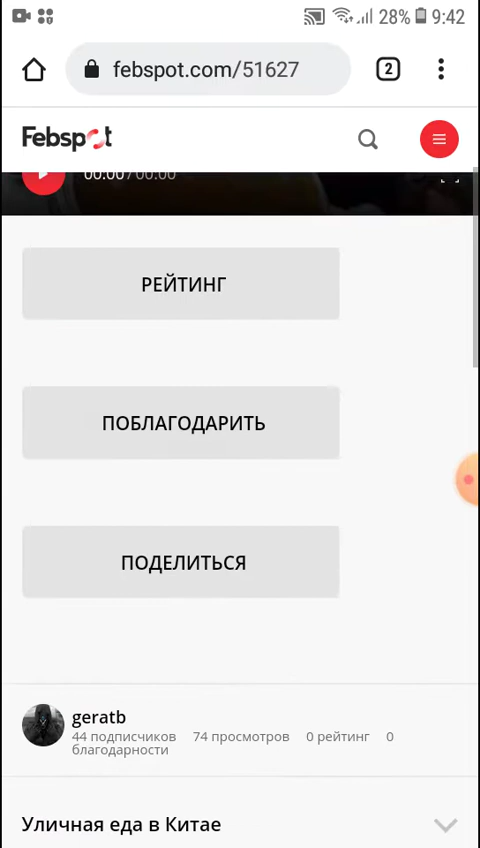 28% 9:42
febspot.com/51627 2
Febspot
00:00 / 00:00
РЕЙТИНГ
ПОБЛАГОДАРИТЬ
ПОДЕЛИТЬСЯ
geratb
44 подписчиков 74 просмотров 0 рейтинг 0
благодарности
Уличная еда в Китае